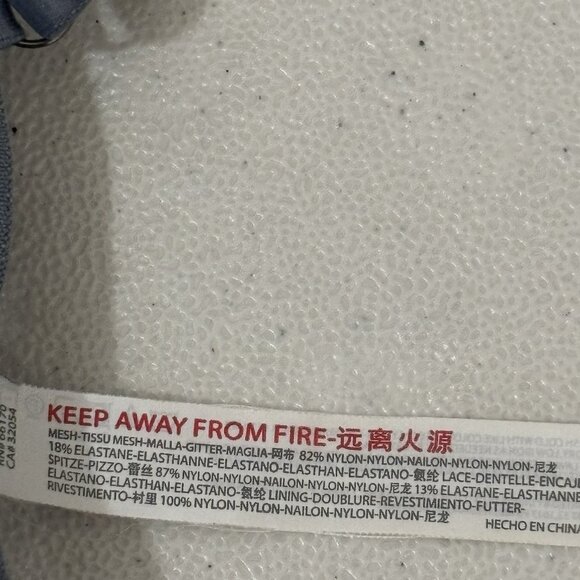 KEEP AWAY FROM FIRE-远离火源
MESH-TISSU MESH-MALLA-GITTER-MAGLIA-网布 82% NYLON-NYLON-NAILON-NYLON-NYLON-尼龙
18% ELASTANE-ELASTHANNE-ELASTANO-ELASTHAN-ELASTANO-氨纶 LACE-DENTELLE-ENCAJE
SPITZE-PIZZO-蕾丝 87% NYLON-NYLON-NAILON-NYLON-NYLON-尼龙 13% ELASTANE-ELASTHANNE
ELASTANO-ELASTHAN-ELASTANO-氨纶 LINING-DOUBLURE-REVESTIMIENTO-FUTTER-
RIVESTIMENTO-衬里 100% NYLON-NYLON-NAILON-NYLON-NYLON-尼龙
HECHO EN CHINA
66170
CA# 32054